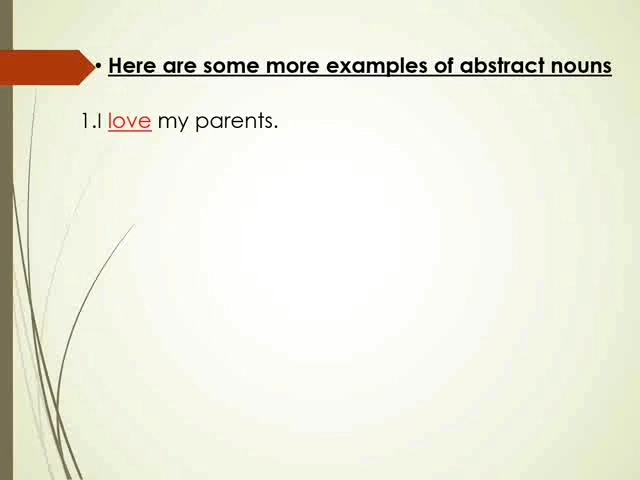 • Here are some more examples of abstract nouns
1.I love my parents.